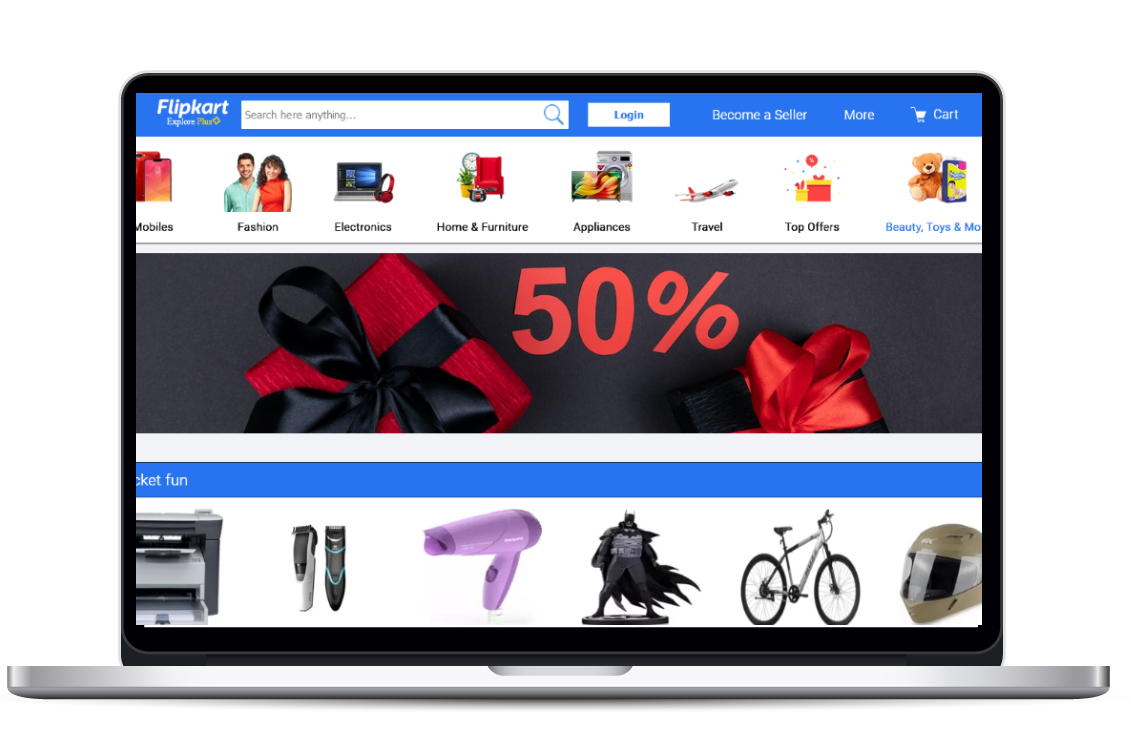 Flipkart
Explore Plus
Search here anything...
Login
Become a Seller
More
Cart
Mobiles
Fashion
Electronics
Home & Furniture
Appliances
Travel
Top Offers
Beauty, Toys & Mo
50%
cket fun